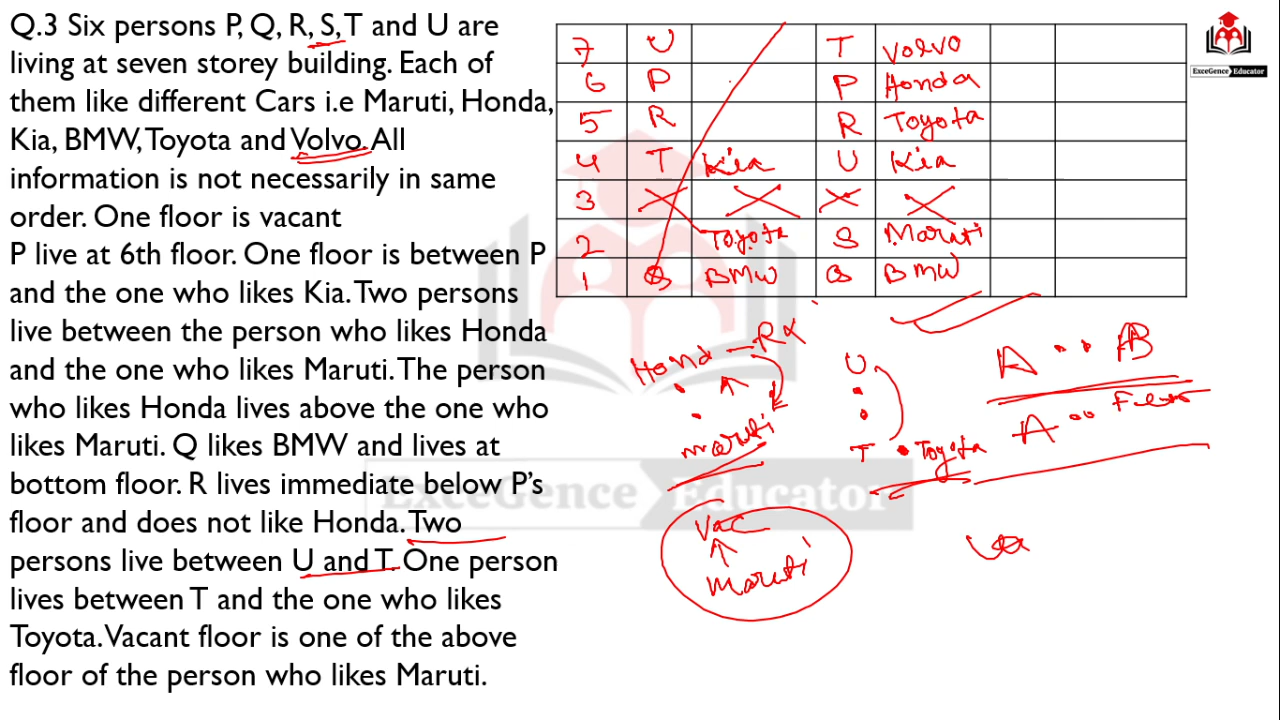 Q.3 Six persons P, Q, R, S, T and U are
living at seven storey building. Each of
them like different Cars i.e Maruti, Honda,
Kia, BMW, Toyota and Volvo. All
information is not necessarily in same
order. One floor is vacant
P live at 6th floor. One floor is between P
and the one who likes Kia. Two persons
live between the person who likes Honda
and the one who likes Maruti. The person
who likes Honda lives above the one who
likes Maruti. Q likes BMW and lives at
bottom floor. R lives immediate below P's
floor and does not like Honda. Two
persons live between U and T. One person
lives between T and the one who likes
Toyota. Vacant floor is one of the above
floor of the person who likes Maruti.
7 U T Volvo
6 P P Honda
5 R R Toyota
4 T Kia U Kia
3
2 Toyota S Maruti
1 BMW Q BMW
Hond — R
maruti
U
T Toyota
A B
A
Vac
maruti
ExceGence Educator
ExceGence Educator